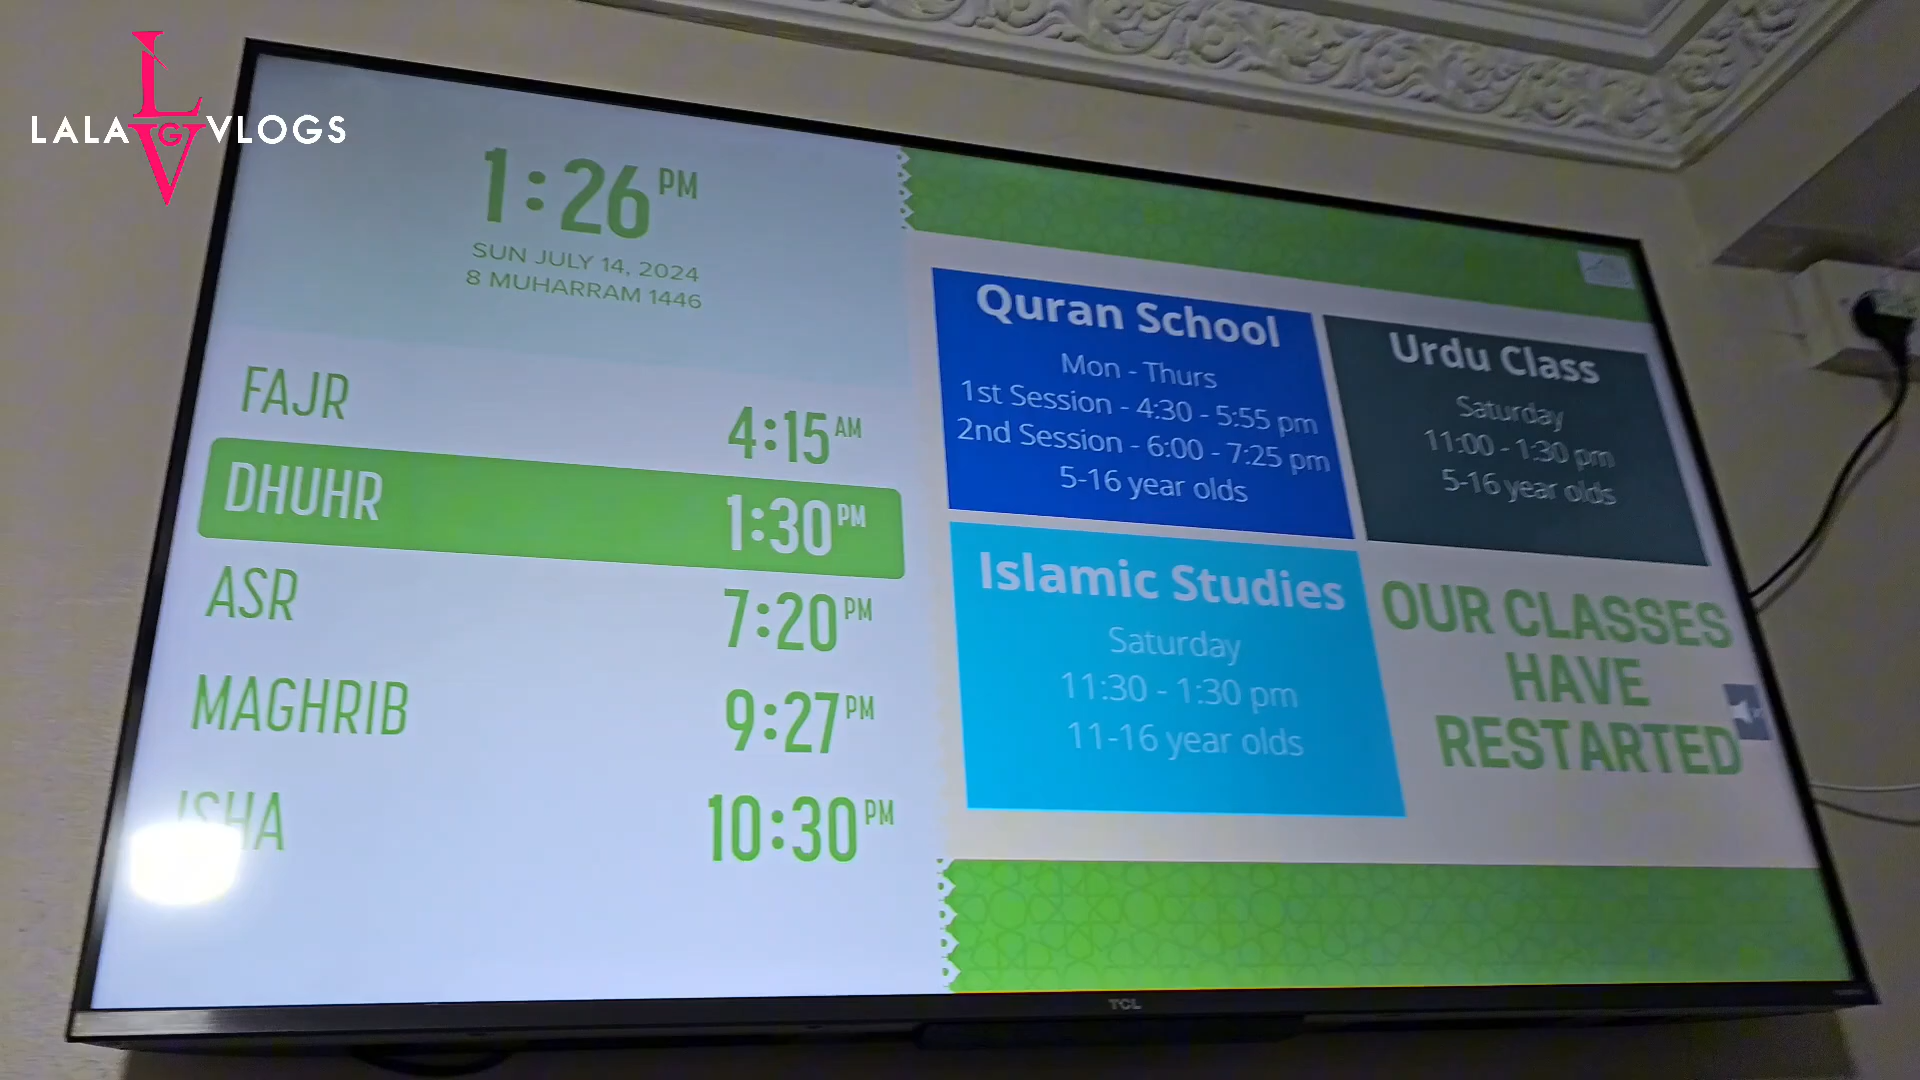 LALA LGV VLOGS
1:26 PM
SUN JULY 14, 2024
8 MUHARRAM 1446
FAJR 4:15 AM
DHUHR 1:30 PM
ASR 7:20 PM
MAGHRIB 9:27 PM
ISHA 10:30 PM
Quran School
Mon - Thurs
1st Session - 4:30 - 5:55 pm
2nd Session - 6:00 - 7:25 pm
5-16 year olds
Urdu Class
Saturday
11:00 - 1:30 pm
5-16 year olds
Islamic Studies
Saturday
11:30 - 1:30 pm
11-16 year olds
OUR CLASSES
HAVE
RESTARTED
TCL